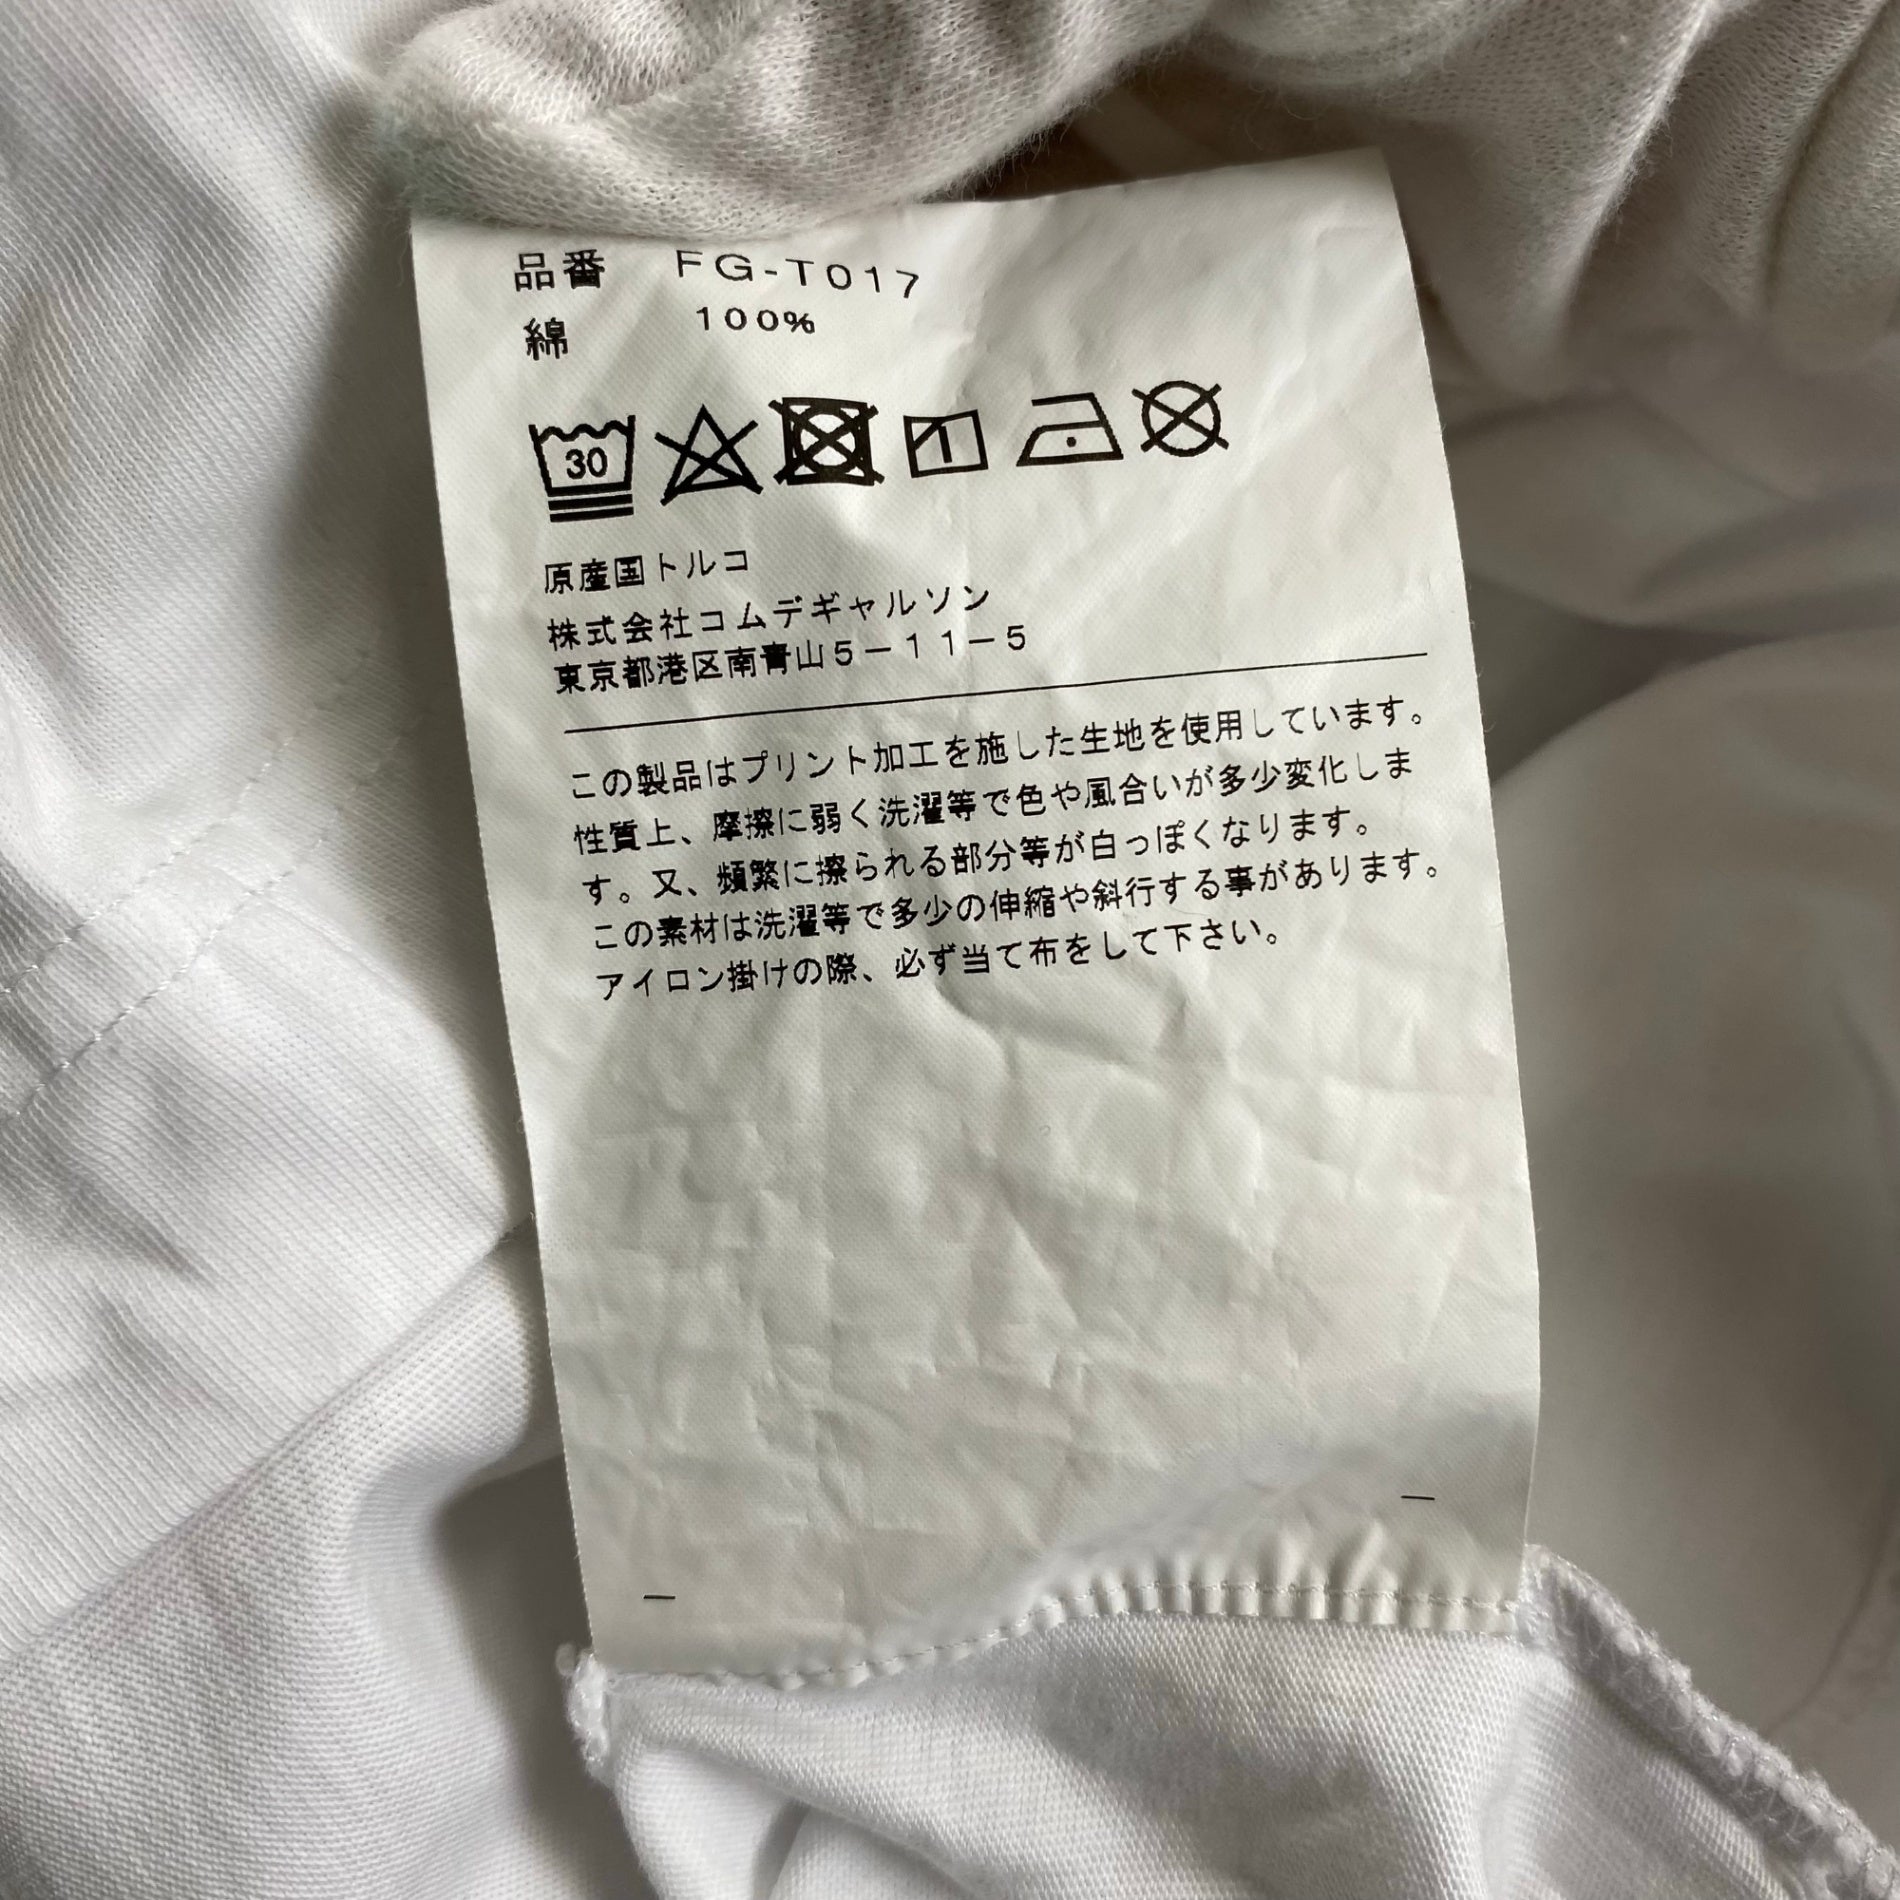 品番 FG-T017
綿 100%
30
原産国トルコ
株式会社コムデギャルソン
東京都港区南青山5－11－5
この製品はプリント加工を施した生地を使用しています。
性質上、摩擦に弱く洗濯等で色や風合いが多少変化しま
す。又、頻繁に擦られる部分等が白っぽくなります。
この素材は洗濯等で多少の伸縮や斜行する事があります。
アイロン掛けの際、必ず当て布をして下さい。